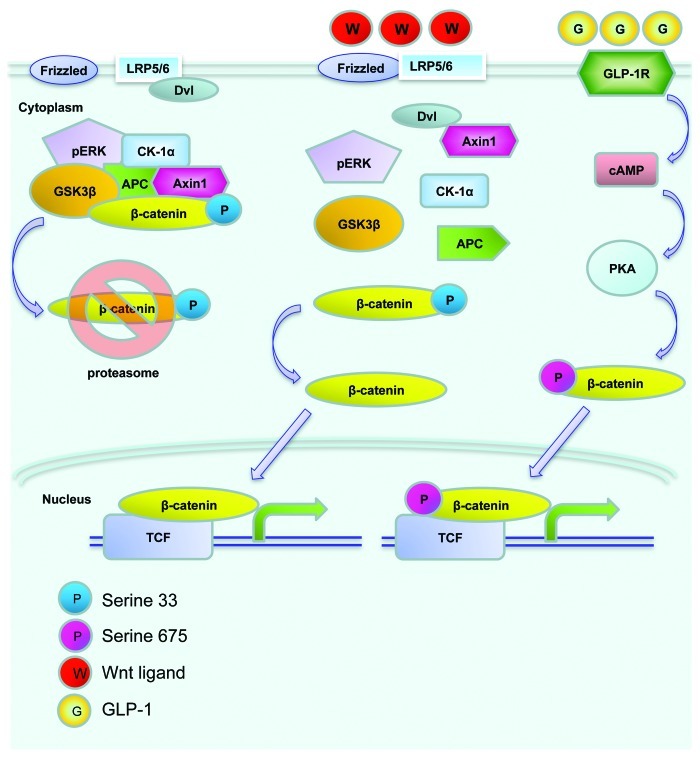 W W W
G G G
Frizzled
LRP5/6
Dvl
Frizzled
LRP5/6
GLP-1R
Cytoplasm
pERK
CK-1α
GSK3β
APC
Axin1
β-catenin
P
Dvl
Axin1
pERK
CK-1α
GSK3β
APC
cAMP
PKA
β-catenin
P
proteasome
β-catenin
P
β-catenin
P
β-catenin
Nucleus
β-catenin
TCF
P
β-catenin
TCF
P Serine 33
P Serine 675
W Wnt ligand
G GLP-1